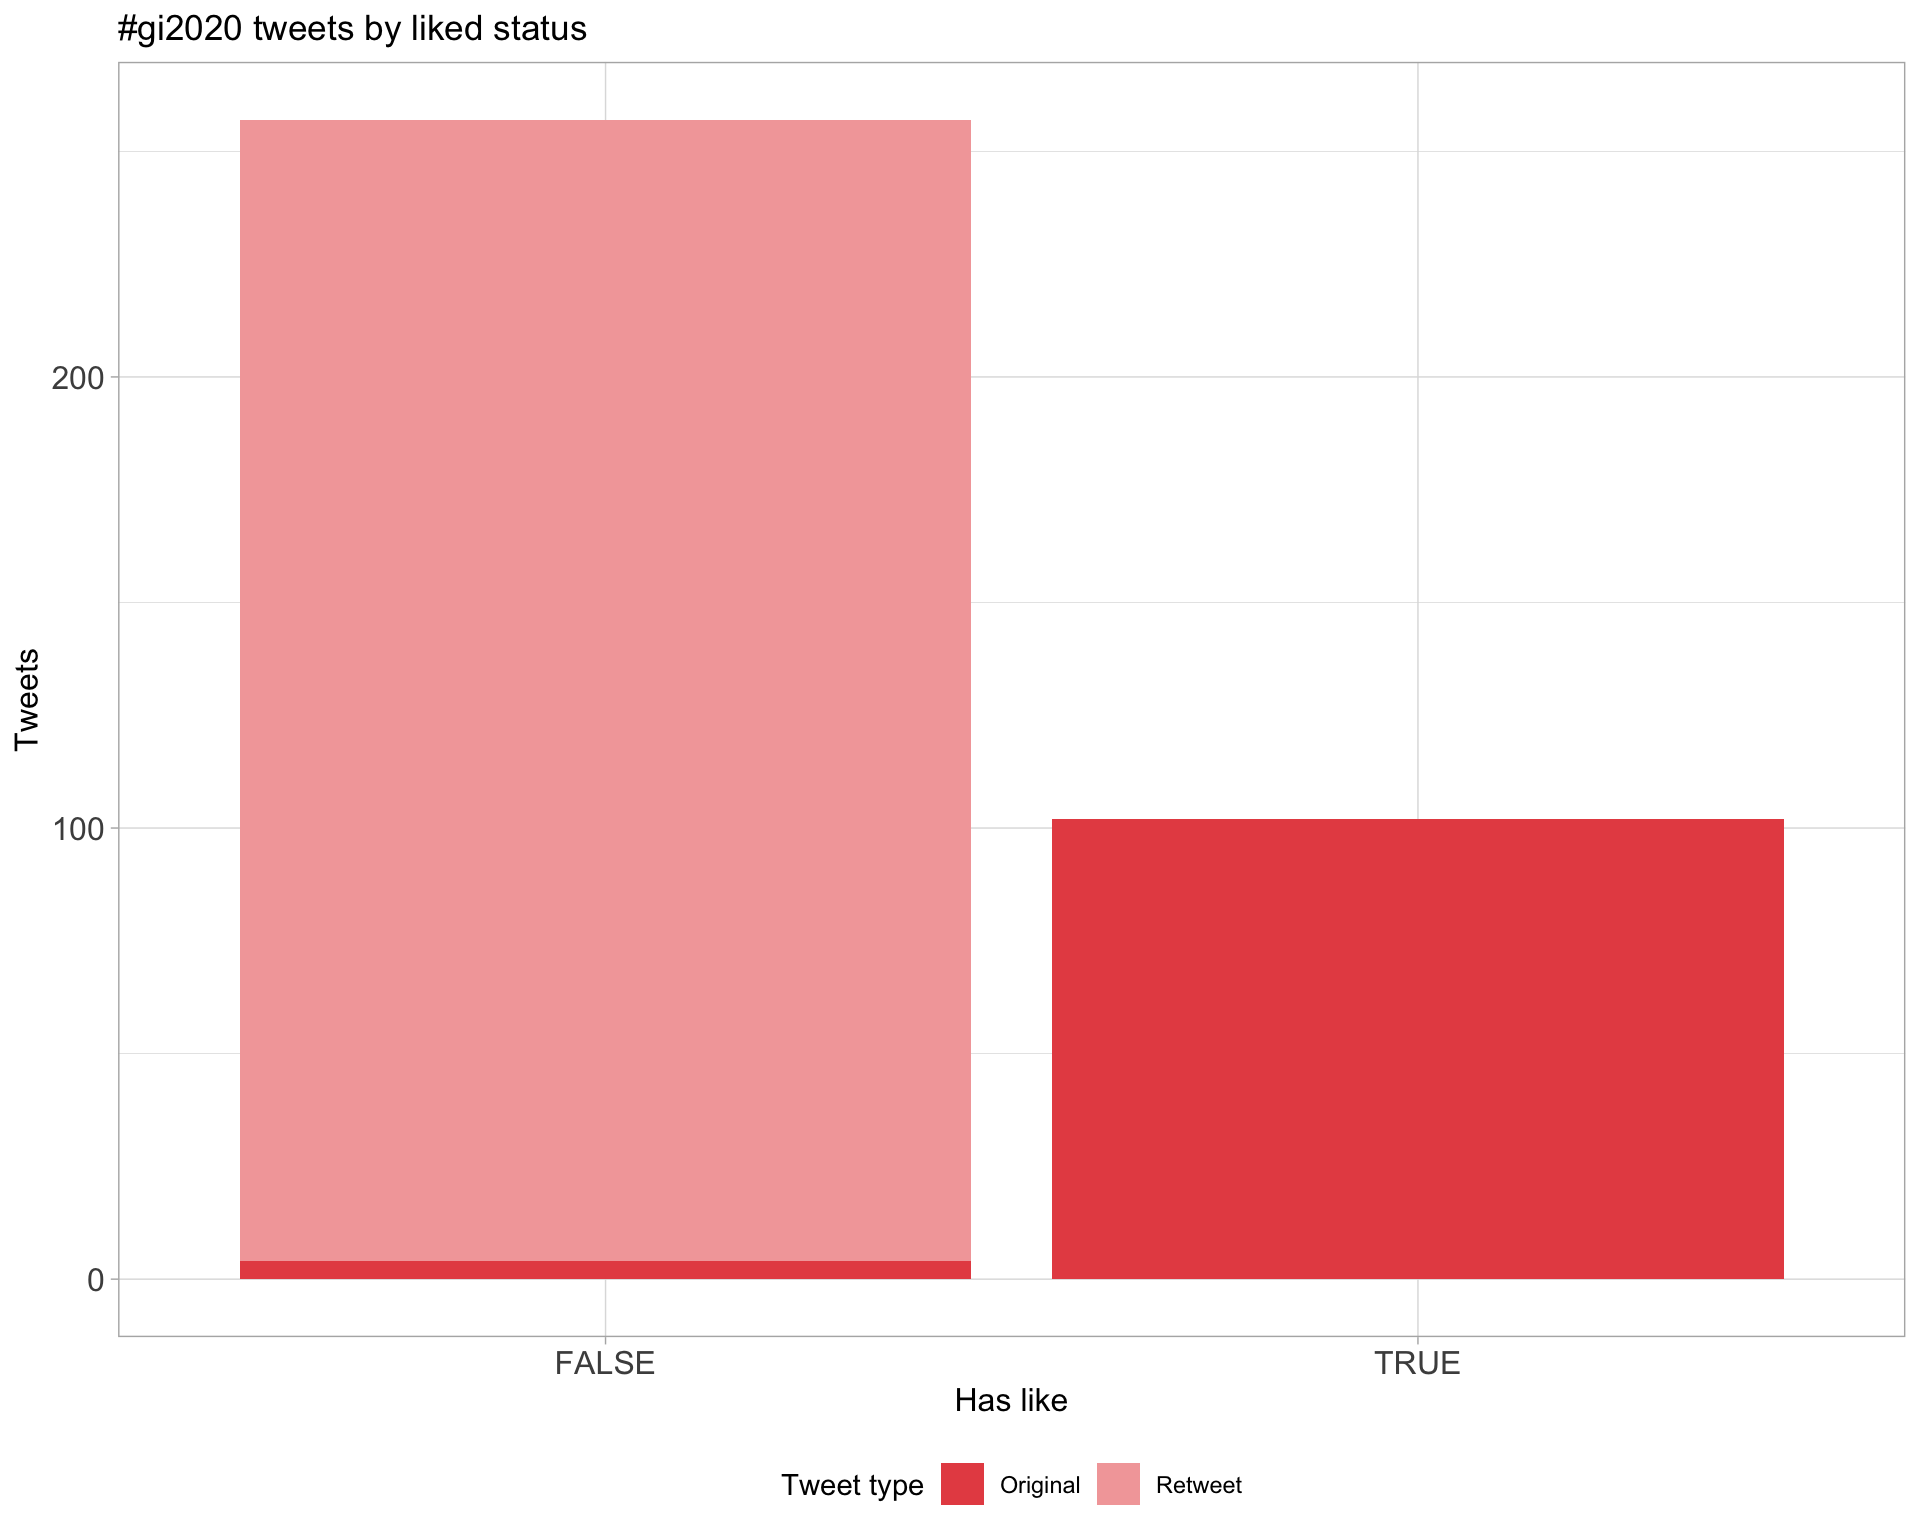 #gi2020 tweets by liked status
Tweets
200
100
0
FALSE TRUE
Has like
Tweet type Original Retweet